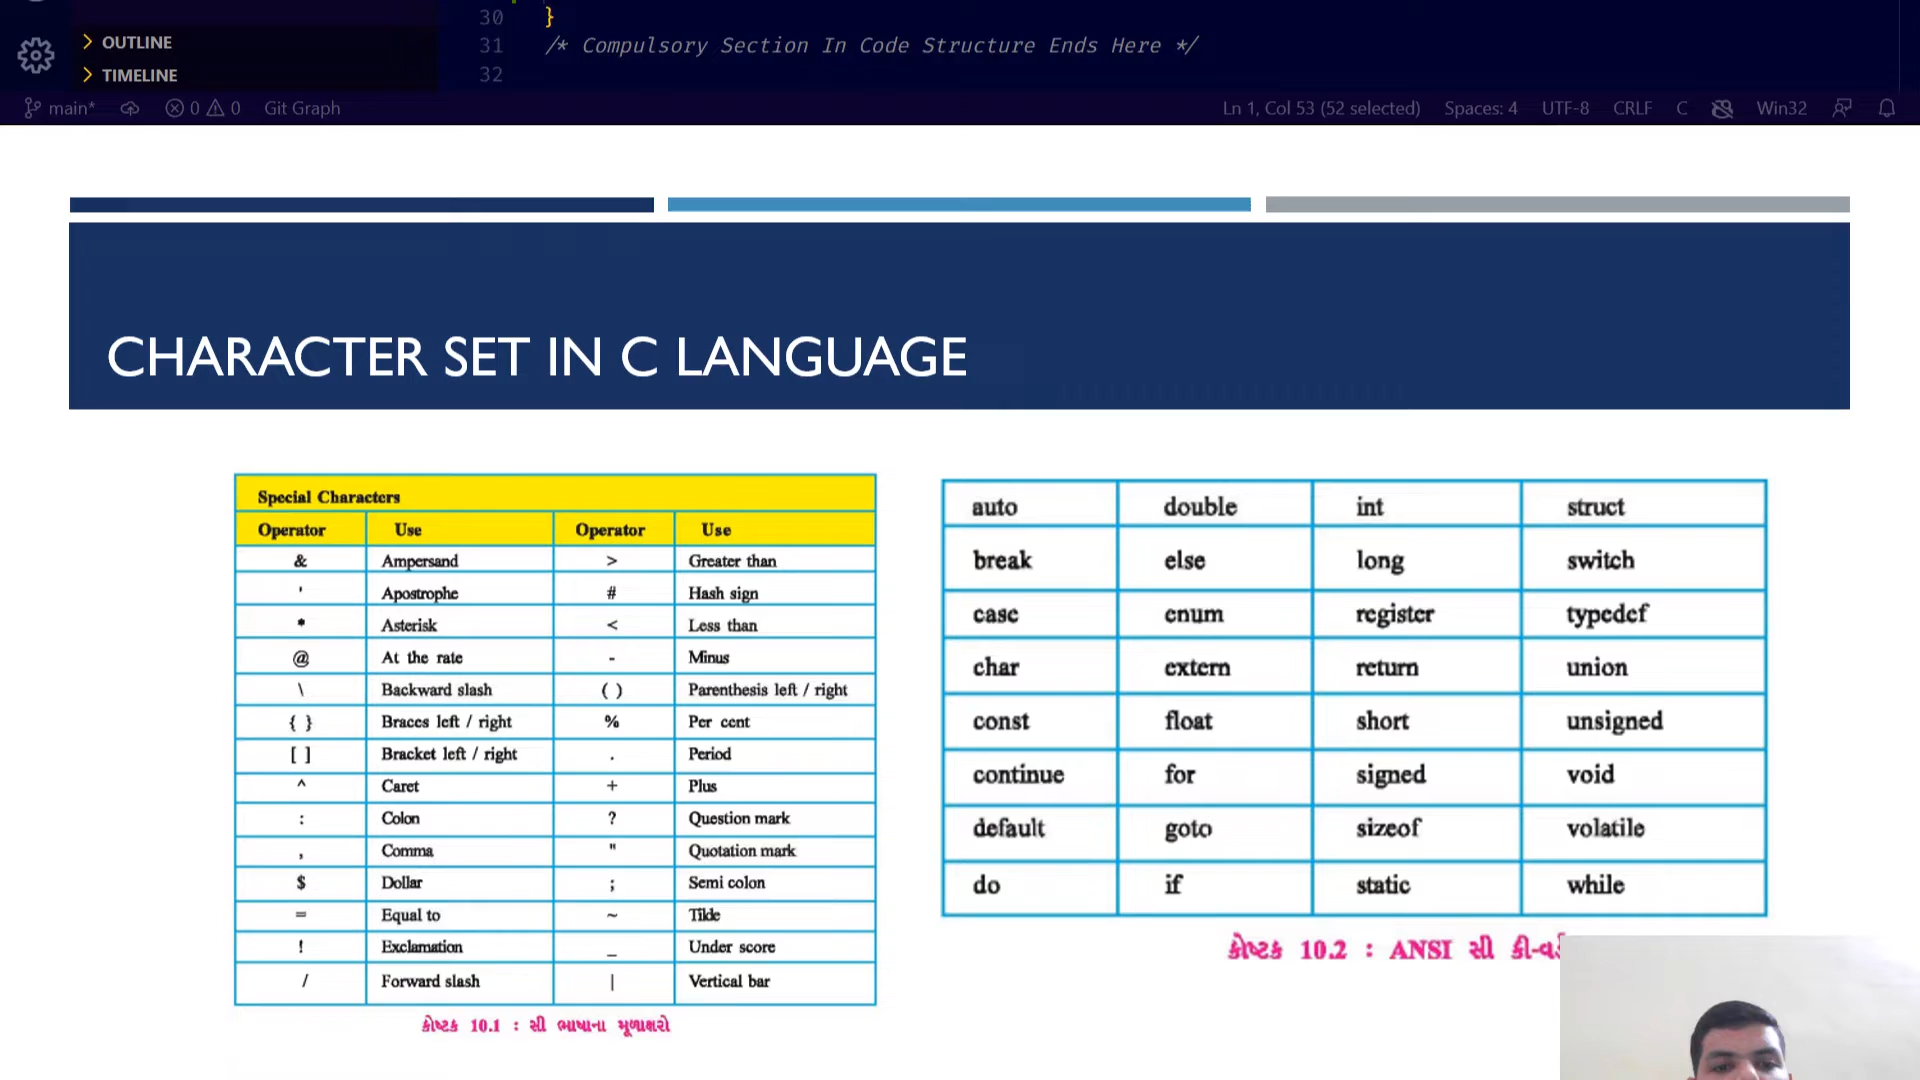 30 }
OUTLINE
31 /* Compulsory Section In Code Structure Ends Here */
TIMELINE
32
main* 0 0 Git Graph Ln 1, Col 53 (52 selected) Spaces: 4 UTF-8 CRLF C Win32
CHARACTER SET IN C LANGUAGE
Special Characters
Operator Use Operator Use
& Ampersand > Greater than
' Apostrophe # Hash sign
* Asterisk < Less than
@ At the rate - Minus
\ Backward slash ( ) Parenthesis left / right
{ } Braces left / right % Per cent
[ ] Bracket left / right . Period
^ Caret + Plus
: Colon ? Question mark
, Comma " Quotation mark
$ Dollar ; Semi colon
= Equal to ~ Tilde
! Exclamation _ Under score
/ Forward slash | Vertical bar
કોષ્ટક 10.1 : સી ભાષાના મૂળાક્ષરો
auto double int struct
break else long switch
case enum register typedef
char extern return union
const float short unsigned
continue for signed void
default goto sizeof volatile
do if static while
કોષ્ટક 10.2 : ANSI સી